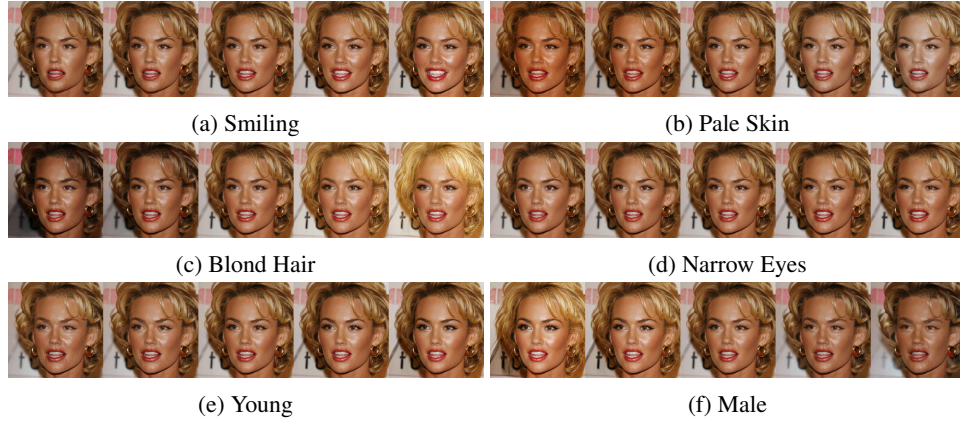 (a) Smiling
(b) Pale Skin
(c) Blond Hair
(d) Narrow Eyes
(e) Young
(f) Male